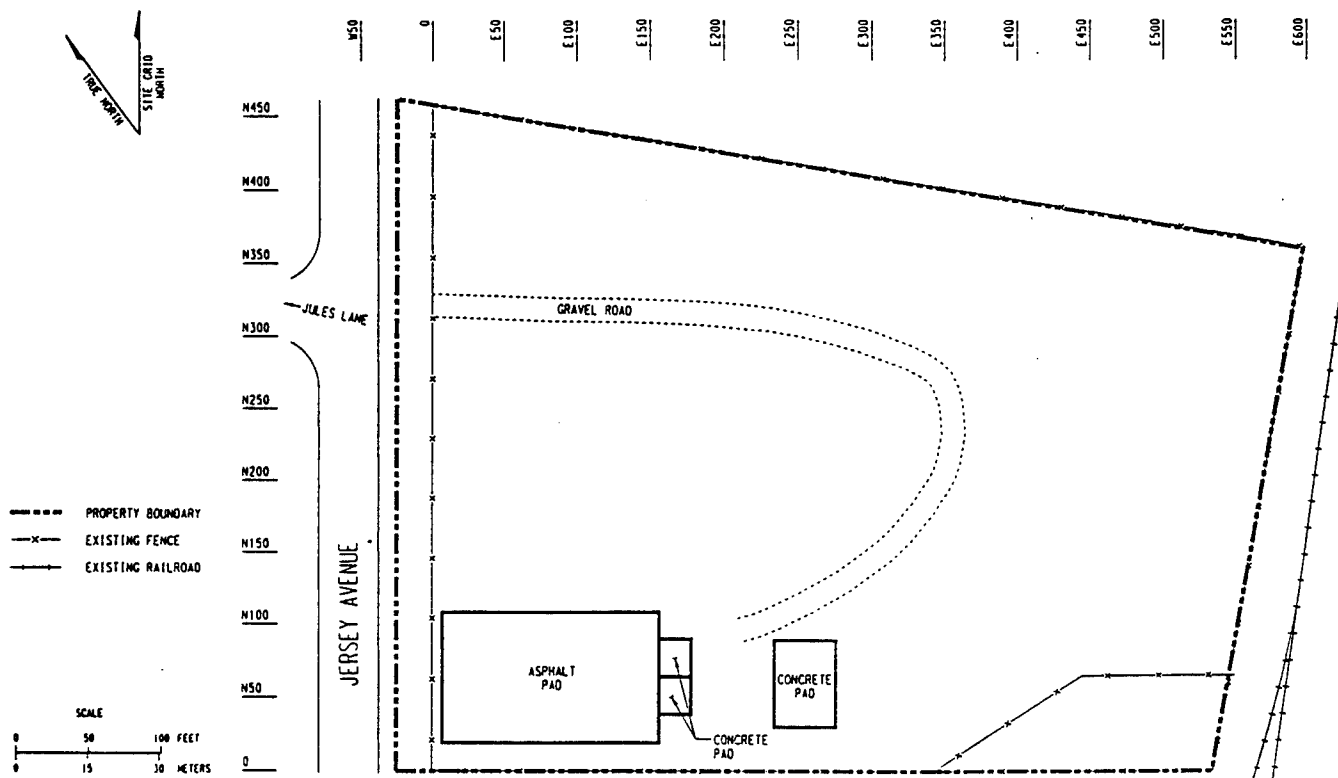 W50
0
E50
E100
E150
E200
E250
E300
E350
E400
E450
E500
E550
E600
TRUE NORTH
SITE GRID
NORTH
N450
N400
N350
N300
N250
N200
N150
N100
N50
0
JULES LANE
GRAVEL ROAD
JERSEY AVENUE
PROPERTY BOUNDARY
EXISTING FENCE
EXISTING RAILROAD
ASPHALT
PAD
CONCRETE
PAD
CONCRETE
PAD
SCALE
0 50 100 FEET
0 15 30 METERS